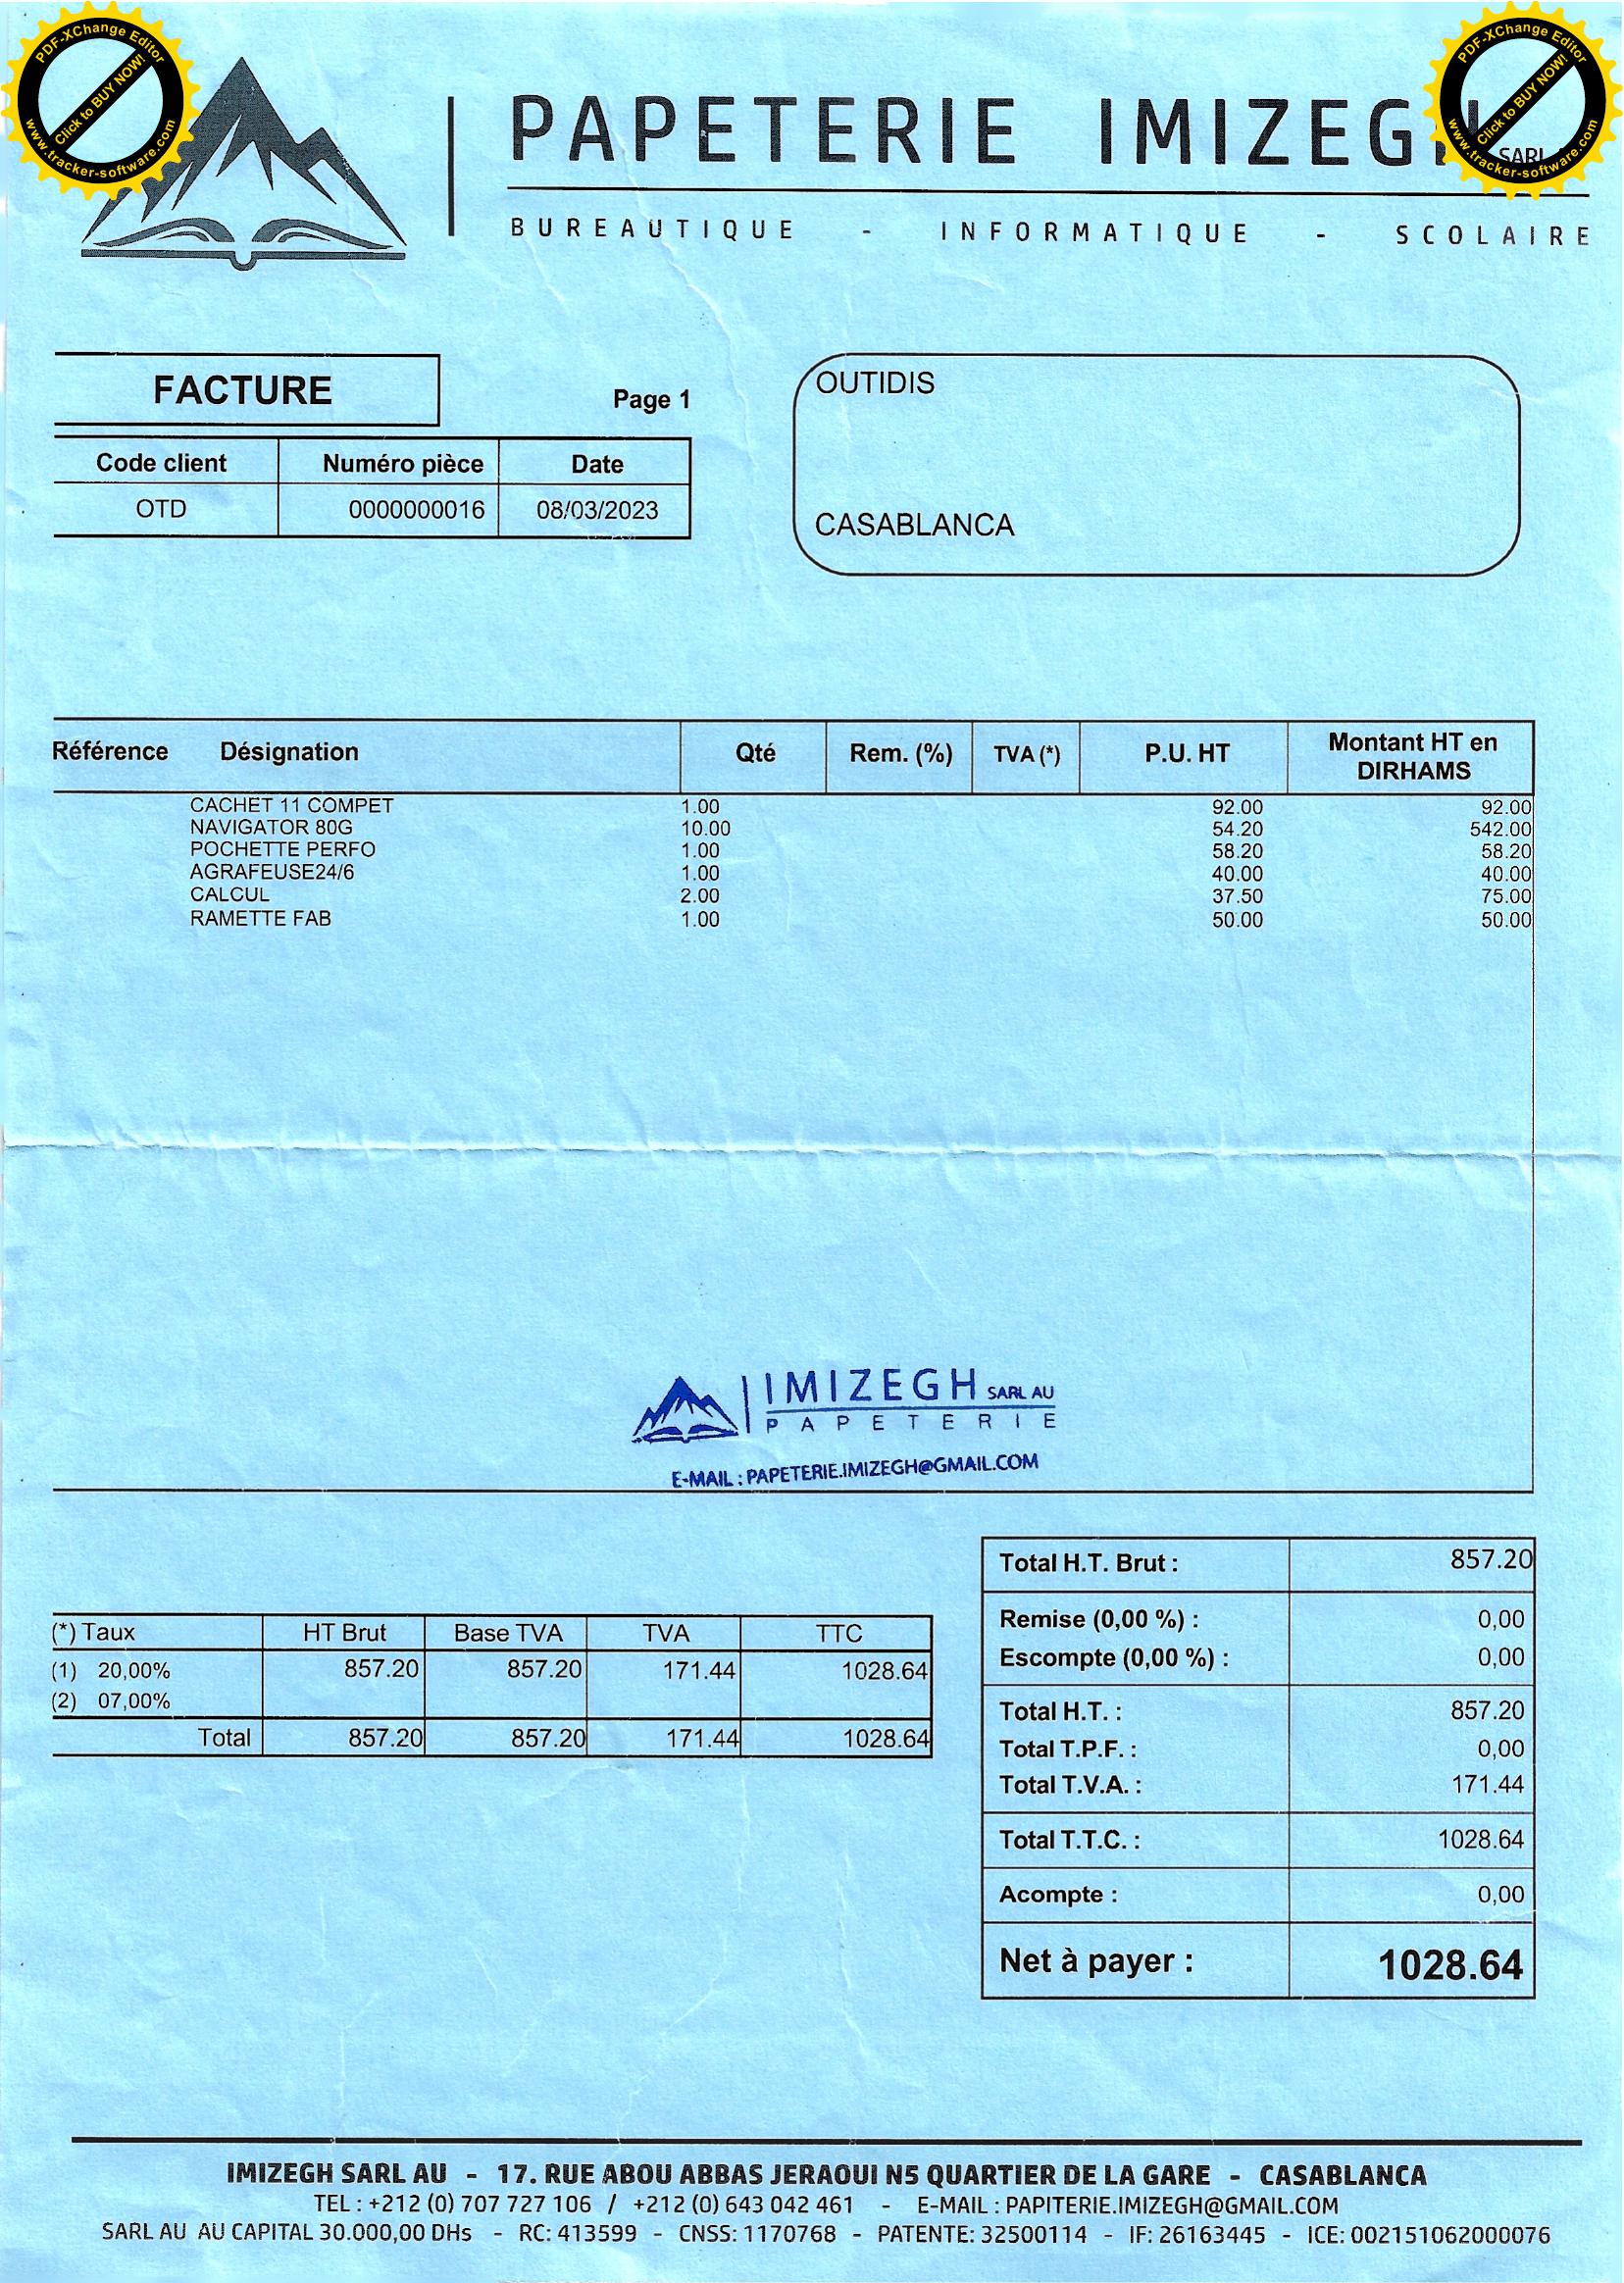 PDF-XChange Editor
Click to BUY NOW!
www.tracker-software.com
PDF-XChange Editor
Click to BUY NOW!
www.tracker-software.com
PAPETERIE IMIZEGH SARL
BUREAUTIQUE - INFORMATIQUE - SCOLAIRE
FACTURE
Page 1
OUTIDIS
CASABLANCA
Code client Numéro pièce Date
OTD 0000000016 08/03/2023
Référence Désignation Qté Rem. (%) TVA (*) P.U. HT Montant HT en DIRHAMS
CACHET 11 COMPET 1.00 92.00 92.00
NAVIGATOR 80G 10.00 54.20 542.00
POCHETTE PERFO 1.00 58.20 58.20
AGRAFEUSE24/6 1.00 40.00 40.00
CALCUL 2.00 37.50 75.00
RAMETTE FAB 1.00 50.00 50.00
IMIZEGH SARL AU
PAPETERIE
E-MAIL : PAPETERIE.IMIZEGH@GMAIL.COM
(*) Taux HT Brut Base TVA TVA TTC
(1) 20,00% 857.20 857.20 171.44 1028.64
(2) 07,00%
Total 857.20 857.20 171.44 1028.64
Total H.T. Brut : 857.20
Remise (0,00 %) : 0,00
Escompte (0,00 %) : 0,00
Total H.T. : 857.20
Total T.P.F. : 0,00
Total T.V.A. : 171.44
Total T.T.C. : 1028.64
Acompte : 0,00
Net à payer : 1028.64
IMIZEGH SARL AU - 17. RUE ABOU ABBAS JERAOUI N5 QUARTIER DE LA GARE - CASABLANCA
TEL : +212 (0) 707 727 106 / +212 (0) 643 042 461 - E-MAIL : PAPITERIE.IMIZEGH@GMAIL.COM
SARL AU AU CAPITAL 30.000,00 DHs - RC: 413599 - CNSS: 1170768 - PATENTE: 32500114 - IF: 26163445 - ICE: 002151062000076